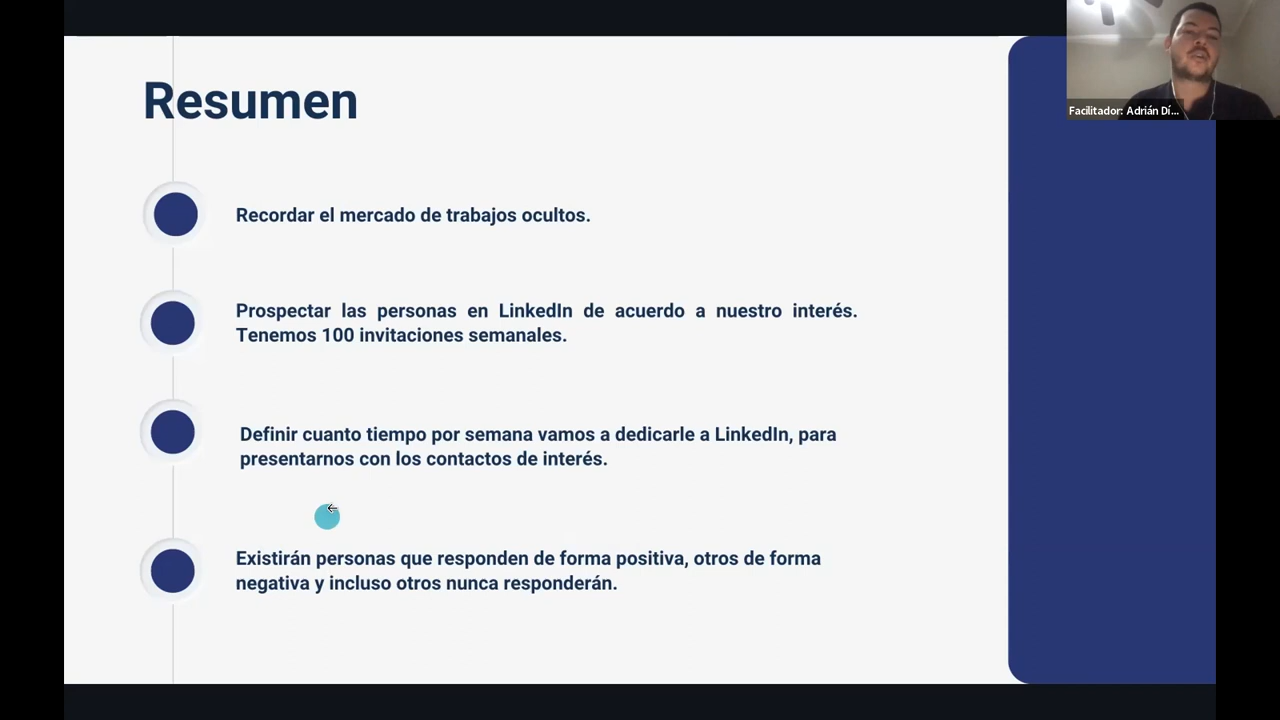 Resumen
Recordar el mercado de trabajos ocultos.
Prospectar las personas en LinkedIn de acuerdo a nuestro interés.
Tenemos 100 invitaciones semanales.
Definir cuanto tiempo por semana vamos a dedicarle a LinkedIn, para
presentarnos con los contactos de interés.
Existirán personas que responden de forma positiva, otros de forma
negativa y incluso otros nunca responderán.
Facilitador: Adrián Dí...